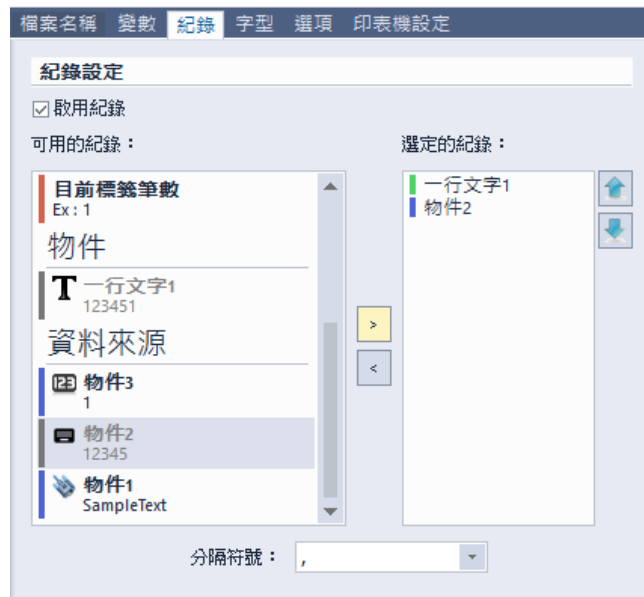 檔案名稱 變數 紀錄 字型 選項 印表機設定
紀錄設定
啟用紀錄
可用的紀錄：
目前標籤筆數
Ex : 1
物件
T 一行文字1
123451
資料來源
123 物件3
1
物件2
12345
物件1
SampleText
>
<
選定的紀錄：
一行文字1
物件2
分隔符號： ,